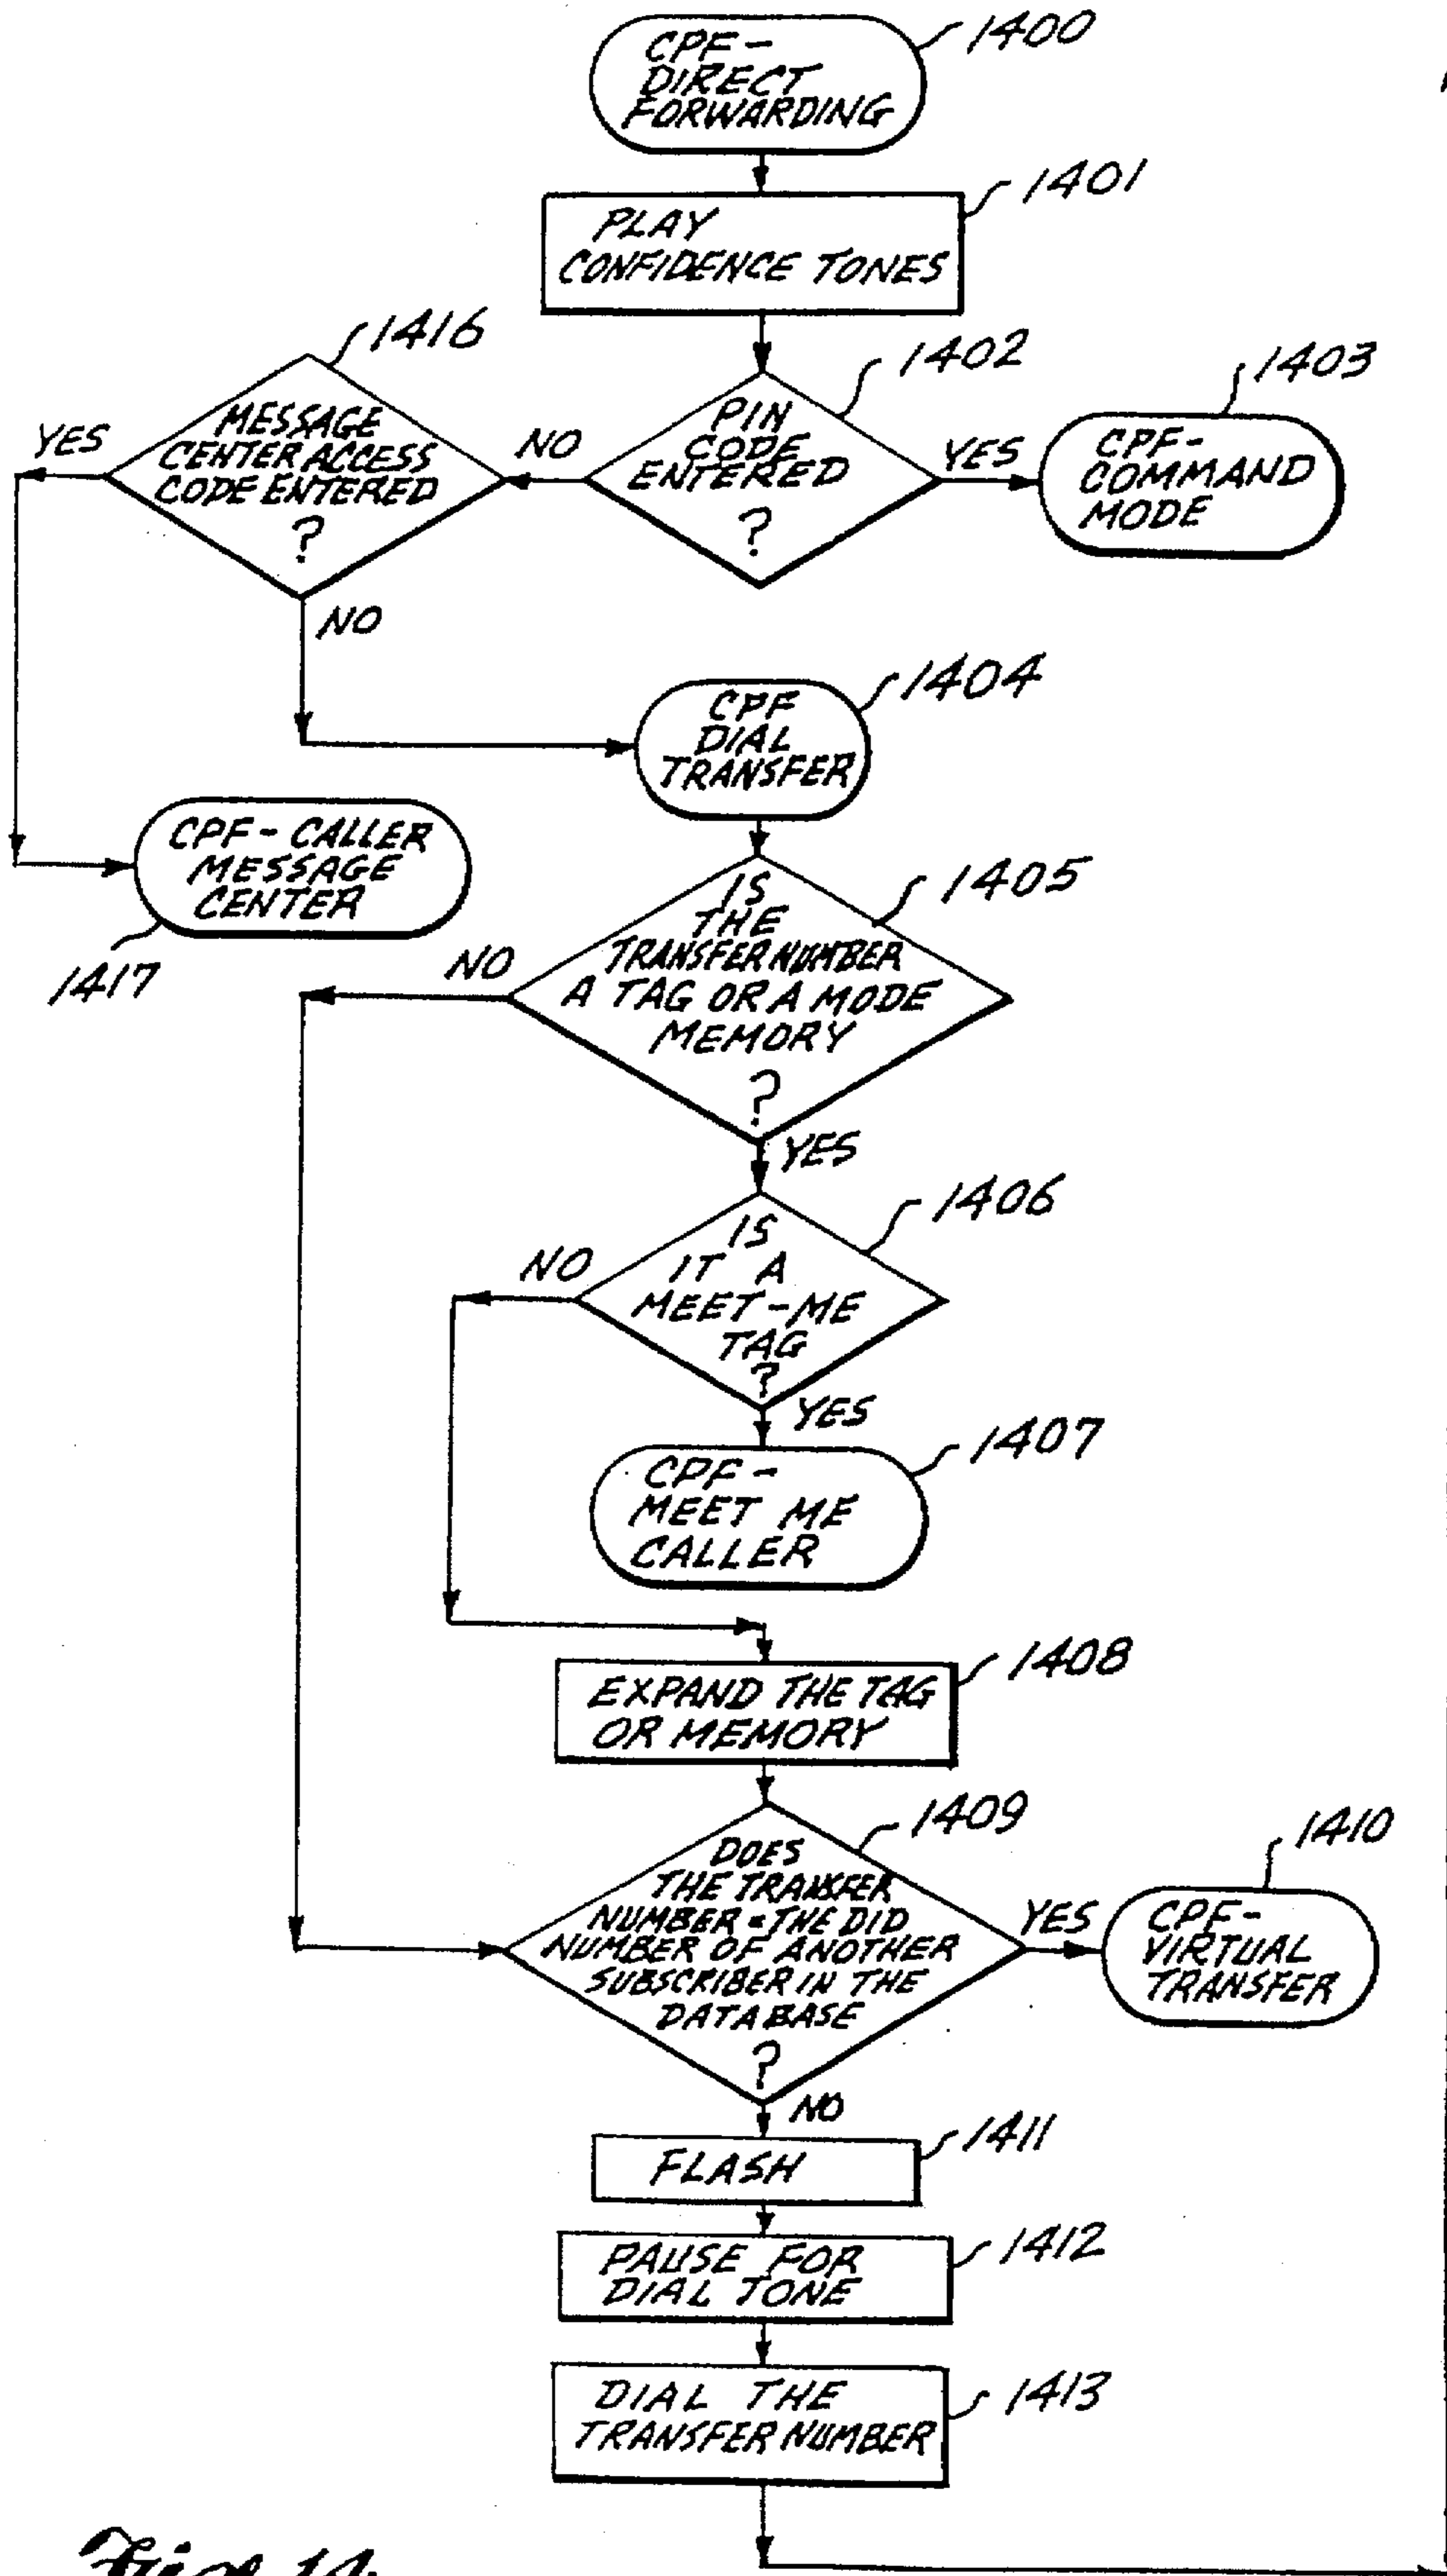 CPF-
DIRECT
FORWARDING
1400
PLAY
CONFIDENCE TONES
1401
PIN
CODE
ENTERED
?
1402
YES
CPF-
COMMAND
MODE
1403
NO
MESSAGE
CENTER ACCESS
CODE ENTERED
?
1416
YES
NO
CPF
DIAL
TRANSFER
1404
CPF-CALLER
MESSAGE
CENTER
1417
IS
THE
TRANSFER NUMBER
A TAG OR A MODE
MEMORY
?
1405
NO
YES
IS
IT A
MEET-ME
TAG
?
1406
NO
YES
CPF-
MEET ME
CALLER
1407
EXPAND THE TAG
OR MEMORY
1408
DOES
THE TRANSFER
NUMBER = THE DID
NUMBER OF ANOTHER
SUBSCRIBER IN THE
DATABASE
?
1409
YES
CPF-
VIRTUAL
TRANSFER
1410
NO
FLASH
1411
PAUSE FOR
DIAL TONE
1412
DIAL THE
TRANSFER NUMBER
1413
Fig. 14